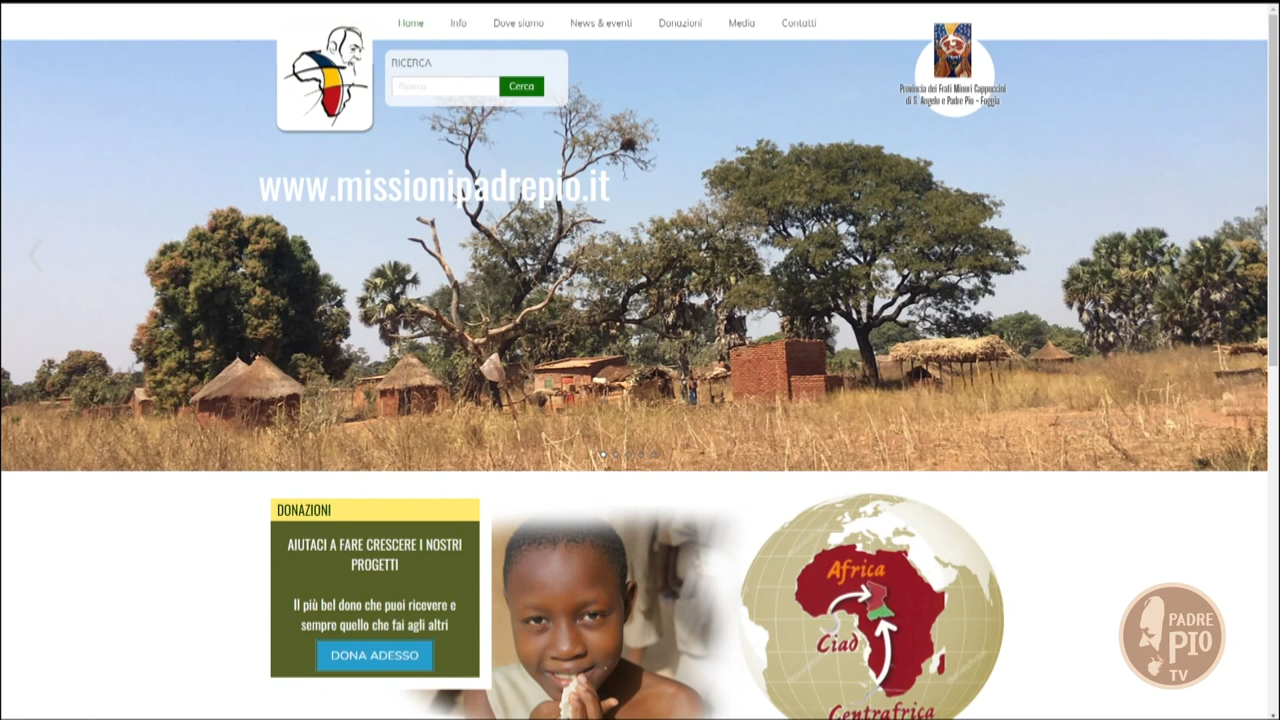 Home Info Dove siamo News & eventi Donazioni Media Contatti
RICERCA
Ricerca
Cerca
Provincia dei Frati Minori Cappuccini
di S. Angelo e Padre Pio - Foggia
www.missionipadrepio.it
DONAZIONI
AIUTACI A FARE CRESCERE I NOSTRI
PROGETTI
Il più bel dono che puoi ricevere e
sempre quello che fai agli altri
DONA ADESSO
Africa
Ciad
Centrafrica
PADRE
PIO
TV